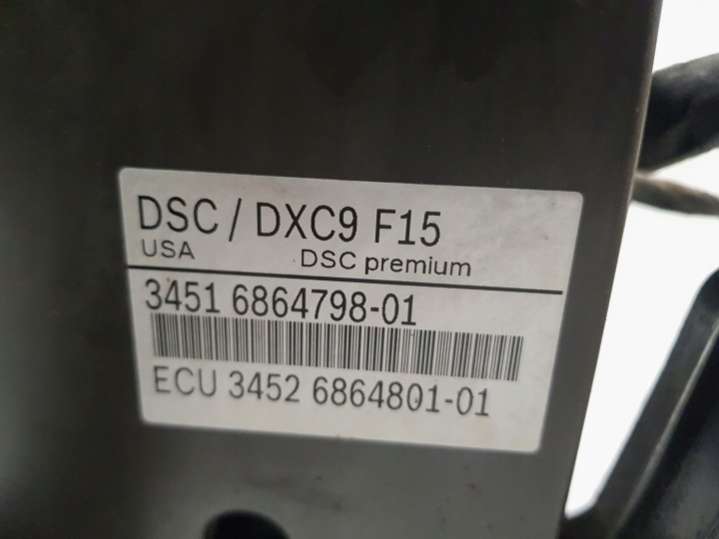 DSC / DXC9 F15
USA DSC premium
3451 6864798-01
ECU 3452 6864801-01